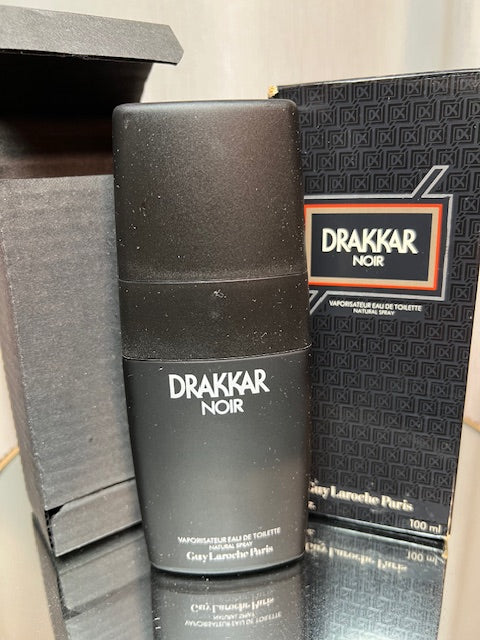 DRAKKAR
NOIR
VAPORISATEUR EAU DE TOILETTE
NATURAL SPRAY
Guy Laroche Paris
DRAKKAR
NOIR
VAPORISATEUR EAU DE TOILETTE
NATURAL SPRAY
Guy Laroche Paris
100 ml